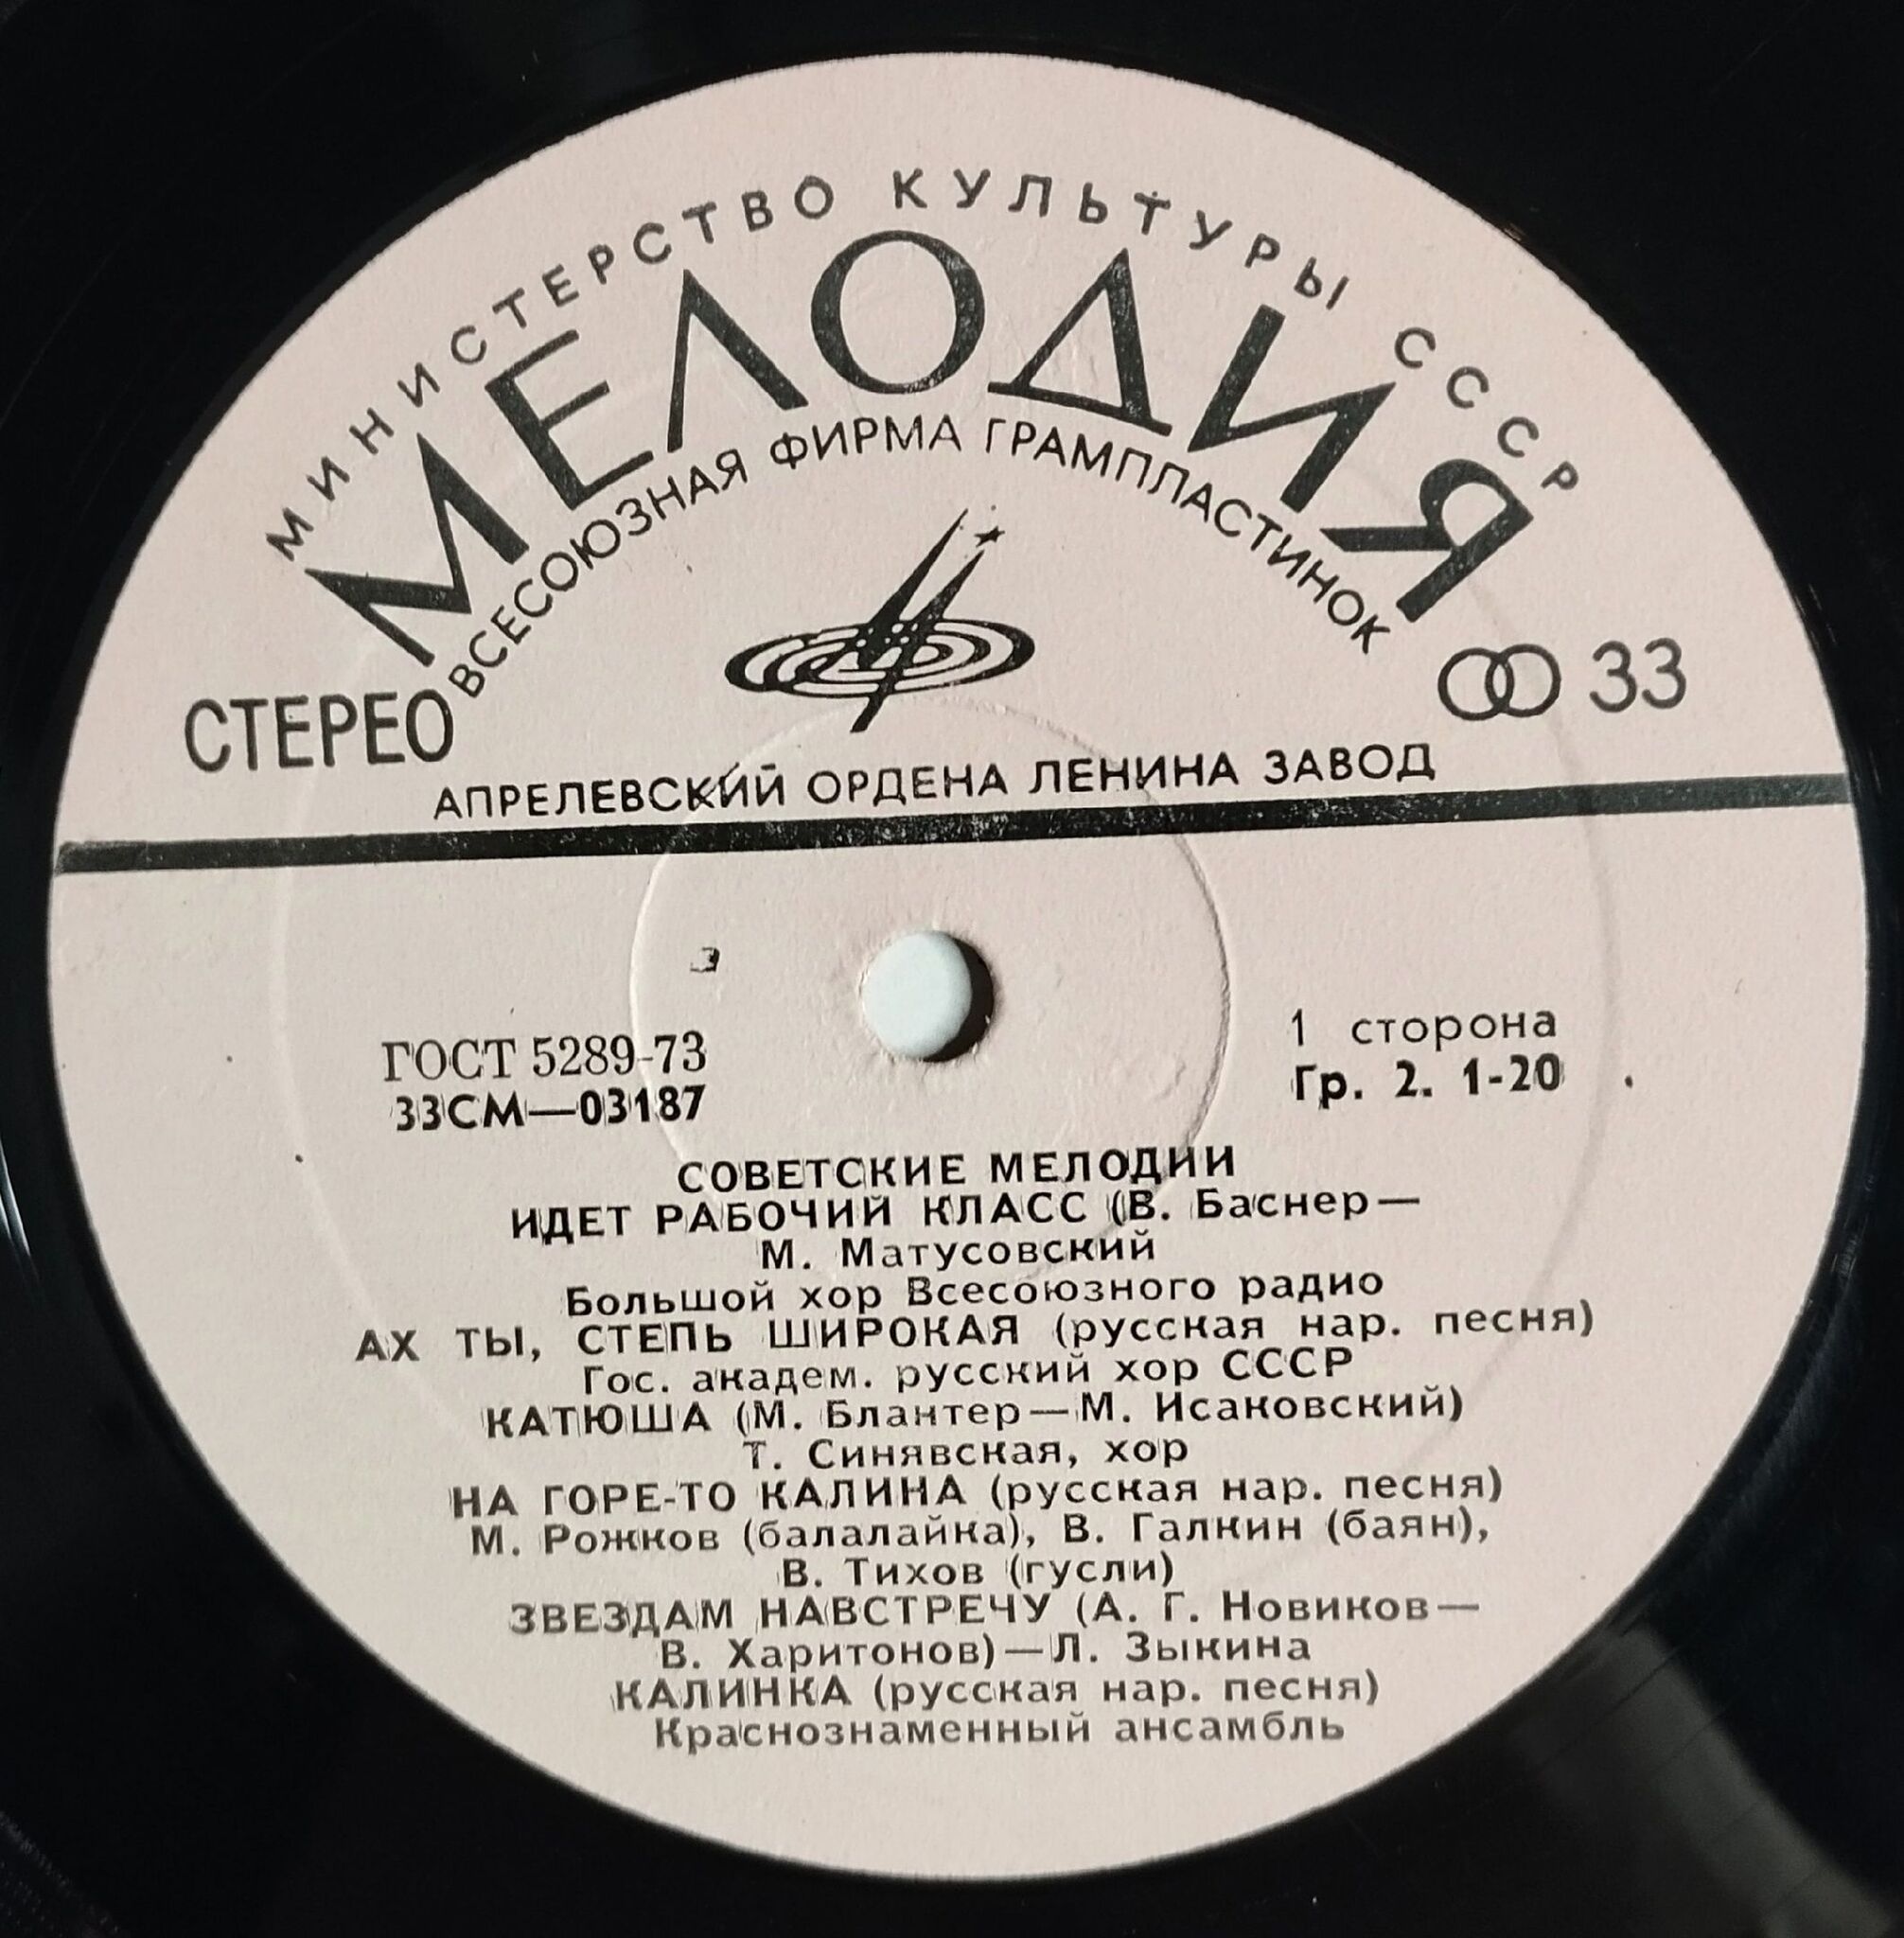 МИНИСТЕРСТВО КУЛЬТУРЫ СССР
МЕЛОДИЯ
ВСЕСОЮЗНАЯ ФИРМА ГРАМПЛАСТИНОК
СТЕРЕО
33
АПРЕЛЕВСКИЙ ОРДЕНА ЛЕНИНА ЗАВОД
ГОСТ 5289-73
33СМ—03187
1 сторона
Гр. 2. 1-20
СОВЕТСКИЕ МЕЛОДИИ
ИДЕТ РАБОЧИЙ КЛАСС (В. Баснер—
М. Матусовский
Большой хор Всесоюзного радио
АХ ТЫ, СТЕПЬ ШИРОКАЯ (русская нар. песня)
Гос. академ. русский хор СССР
КАТЮША (М. Блантер—М. Исаковский)
Т. Синявская, хор
НА ГОРЕ-ТО КАЛИНА (русская нар. песня)
М. Рожков (балалайка), В. Галкин (баян),
В. Тихов (гусли)
ЗВЕЗДАМ НАВСТРЕЧУ (А. Г. Новиков—
В. Харитонов)—Л. Зыкина
КАЛИНКА (русская нар. песня)
Краснознаменный ансамбль